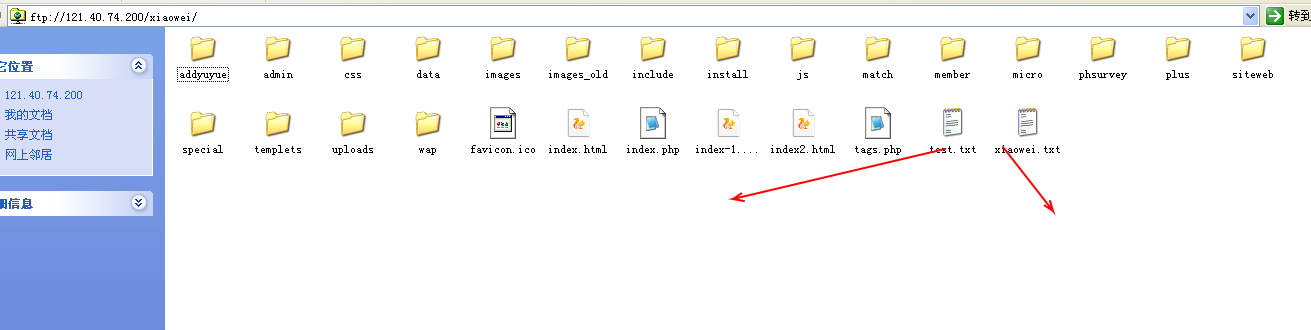 ftp://121.40.74.200/xiaowei/
转到
它位置
121.40.74.200
我的文档
共享文档
网上邻居
细信息
addyuyue admin css data images images_old include install js match member micro phsurvey plus siteweb
special templets uploads wap favicon.ico index.html index.php index-1.... index2.html tags.php test.txt xiaowei.txt